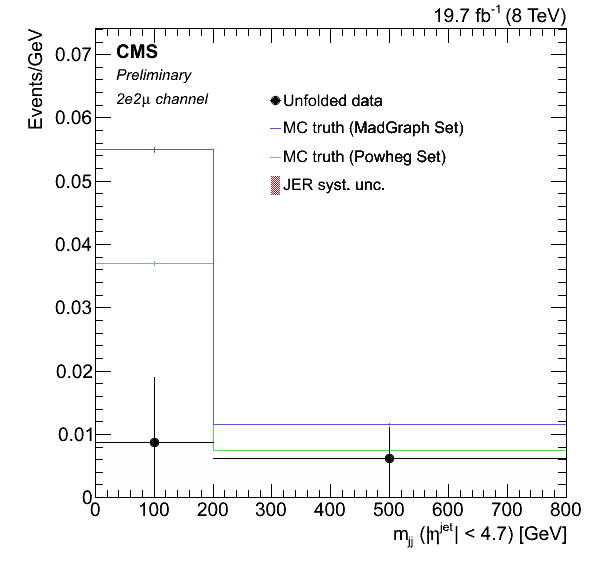 19.7 fb⁻¹ (8 TeV)
Events/GeV
CMS
Preliminary
2e2μ channel
Unfolded data
MC truth (MadGraph Set)
MC truth (Powheg Set)
JER syst. unc.
0.07
0.06
0.05
0.04
0.03
0.02
0.01
0
0 100 200 300 400 500 600 700 800
m_jj (|η^jet| < 4.7) [GeV]